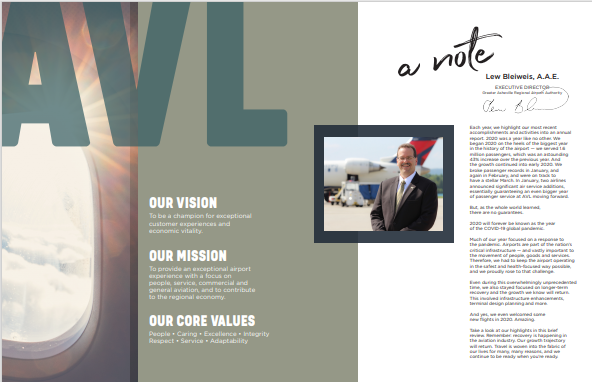 AVL
OUR VISION
To be a champion for exceptional
customer experiences and
economic vitality.
OUR MISSION
To provide an exceptional airport
experience with a focus on
people, service, commercial and
general aviation, and to contribute
to the regional economy.
OUR CORE VALUES
People • Caring • Excellence • Integrity
Respect • Service • Adaptability
a note
Lew Bleiweis, A.A.E.
EXECUTIVE DIRECTOR
Greater Asheville Regional Airport Authority
Each year, we highlight our most recent
accomplishments and activities into an annual
report. 2020 was a year like no other. We
began 2020 on the heels of the biggest year
in the history of the airport — we served 1.6
million passengers, which was an astounding
43% increase over the previous year. And
the growth continued into early 2020. We
broke passenger records in January, and
again in February, and were on track to
have a stellar March. In January, two airlines
announced significant air service additions,
essentially guaranteeing an even bigger year
of passenger service at AVL moving forward.
But, as the whole world learned,
there are no guarantees.
2020 will forever be known as the year
of the COVID-19 global pandemic.
Much of our year focused on a response to
the pandemic. Airports are part of the nation's
critical infrastructure — and vastly important to
the movement of people, goods and services.
Therefore, we had to keep the airport operating
in the safest and health-focused way possible,
and we proudly rose to that challenge.
Even during this overwhelmingly unprecedented
time, we also stayed focused on longer-term
recovery and the growth we know will return.
This involved infrastructure enhancements,
terminal design planning and more.
And yes, we even welcomed some
new flights in 2020. Amazing.
Take a look at our highlights in this brief
review. Remember: recovery is happening in
the aviation industry. Our growth trajectory
will return. Travel is woven into the fabric of
our lives for many, many reasons, and we
continue to be ready when you're ready.